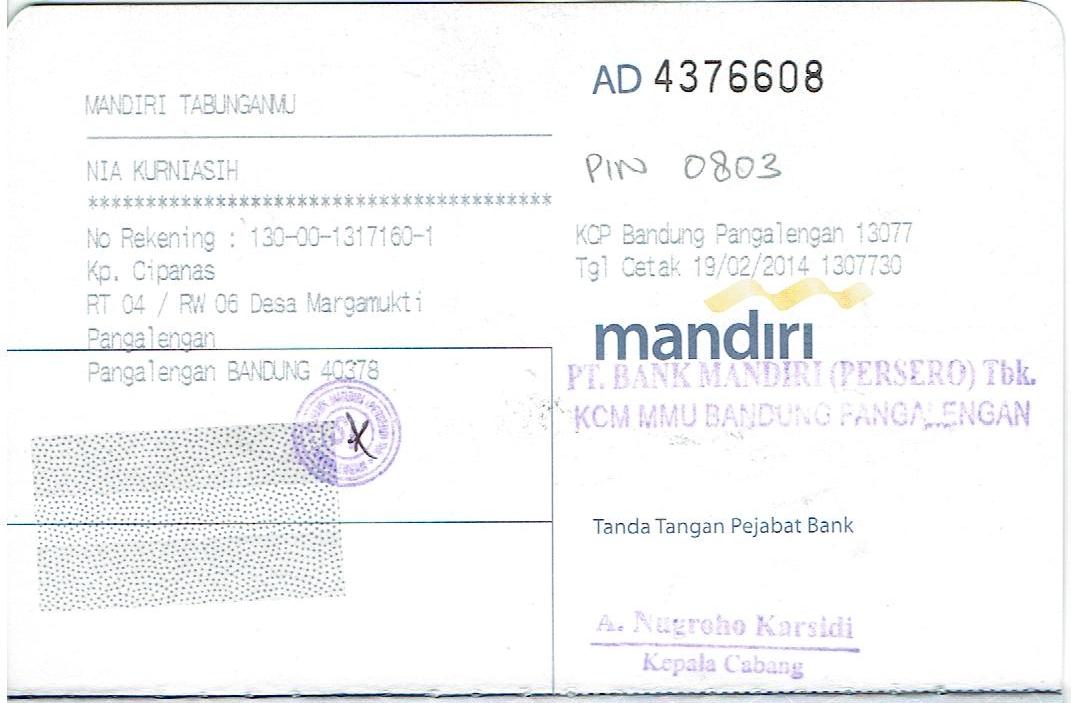 MANDIRI TABUNGANMU
NIA KURNIASIH
****************************************
No Rekening : 130-00-1317160-1
Kp. Cipanas
RT 04 / RW 06 Desa Margamukti
Pangalengan
Pangalengan BANDUNG 40378
AD 4376608
PIN 0803
KCP Bandung Pangalengan 13077
Tgl Cetak 19/02/2014 1307730
mandiri
PT. BANK MANDIRI (PERSERO) Tbk.
KCM MMU BANDUNG PANGALENGAN
Tanda Tangan Pejabat Bank
A. Nugroho Karsidi
Kepala Cabang